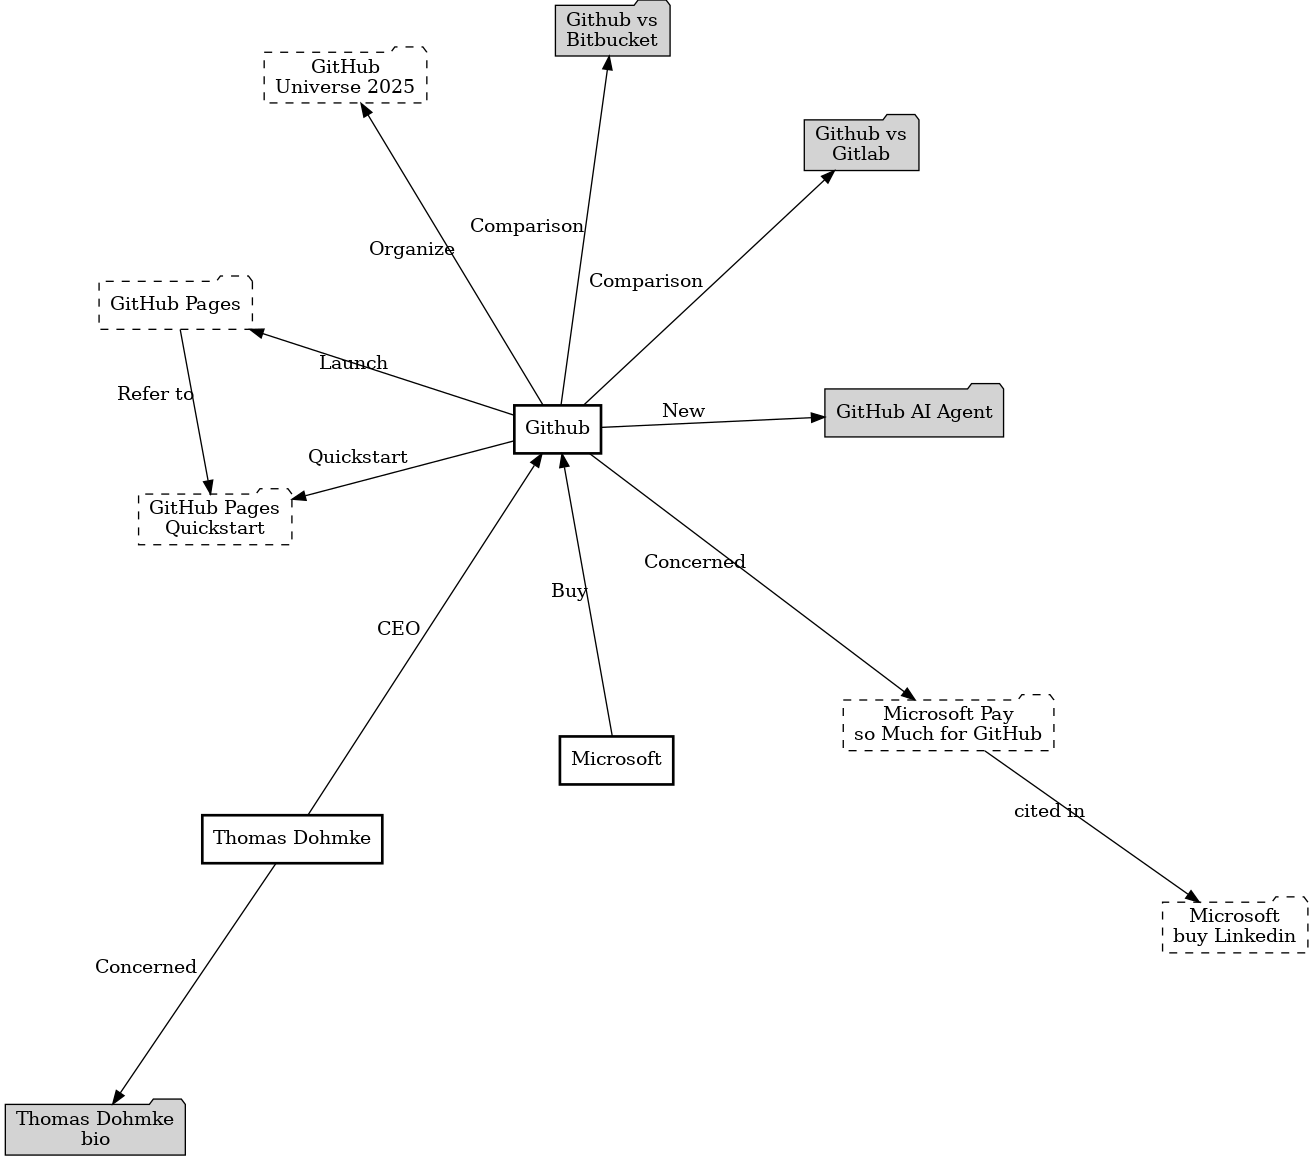 Github vs
Bitbucket
GitHub
Universe 2025
Github vs
Gitlab
Comparison
Organize
Comparison
GitHub Pages
Launch
Refer to
New
GitHub AI Agent
Github
Quickstart
GitHub Pages
Quickstart
Concerned
Buy
CEO
Microsoft Pay
so Much for GitHub
Microsoft
cited in
Thomas Dohmke
Microsoft
buy Linkedin
Concerned
Thomas Dohmke
bio